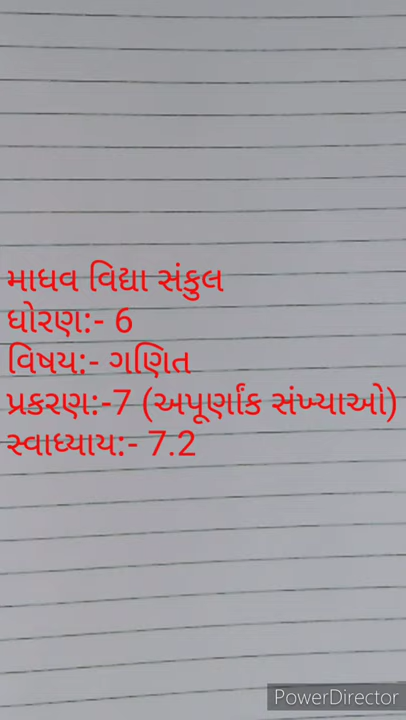 માધવ વિદ્યા સંકુલ
ધોરણ:- 6
વિષય:- ગણિત
પ્રકરણ:-7 (અપૂર્ણાંક સંખ્યાઓ)
સ્વાધ્યાય:- 7.2
PowerDirector